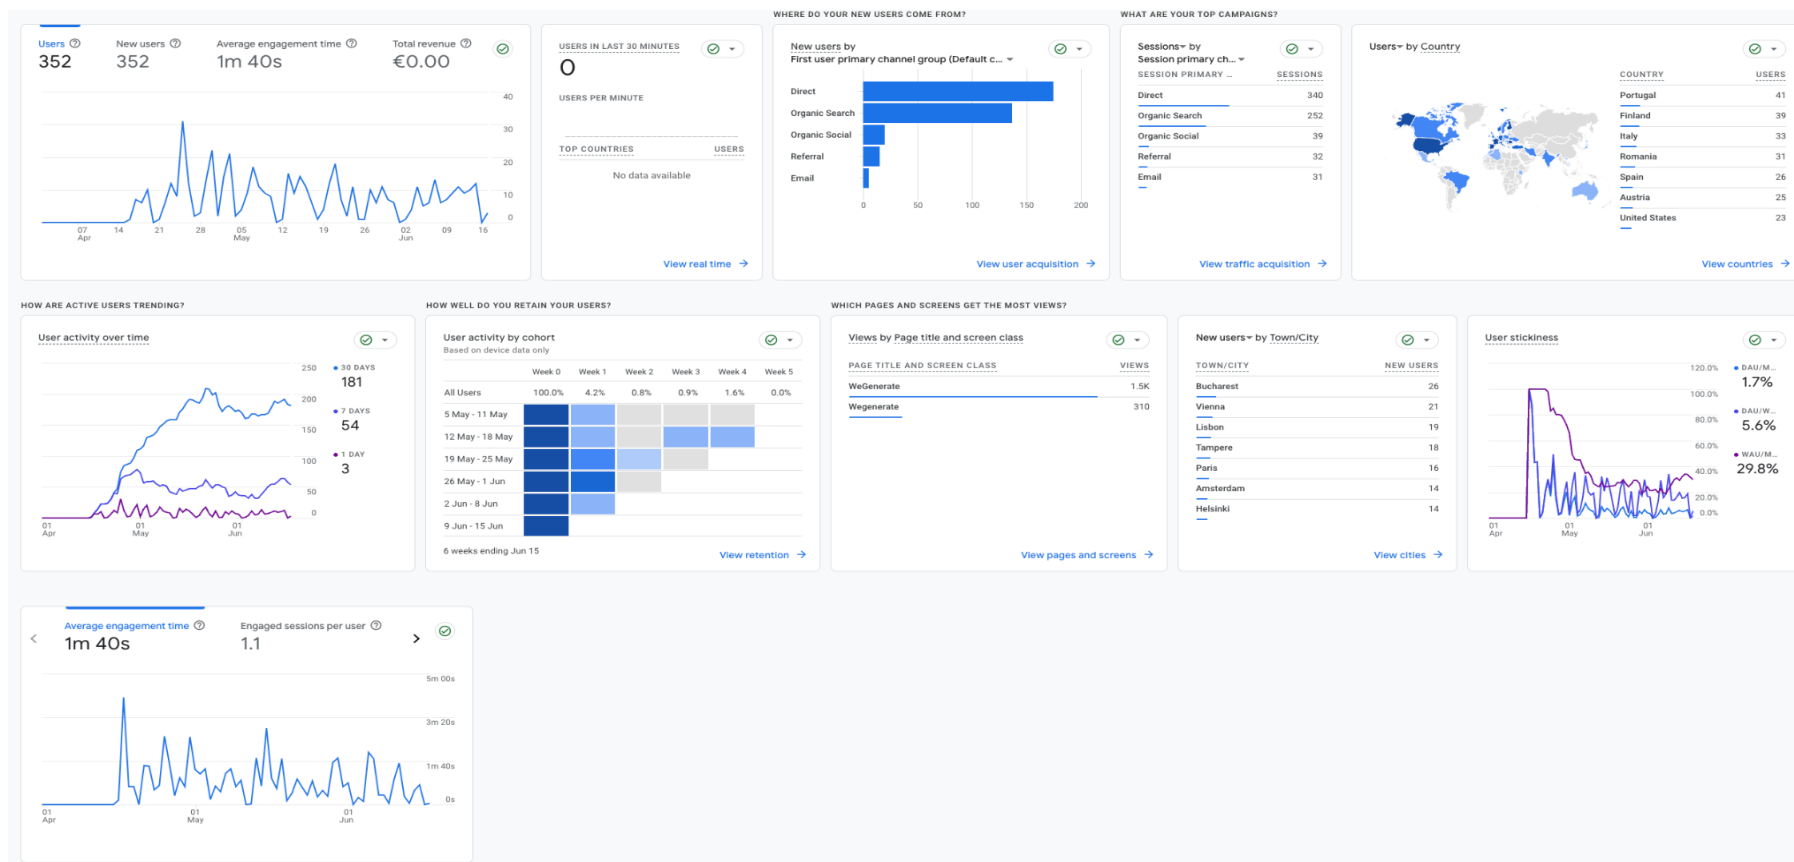 WHERE DO YOUR NEW USERS COME FROM?
WHAT ARE YOUR TOP CAMPAIGNS?
Users
352
New users
352
Average engagement time
1m 40s
Total revenue
€0.00
40
30
20
10
0
07 Apr
14
21
28
05 May
12
19
26
02 Jun
09
16
USERS IN LAST 30 MINUTES
0
USERS PER MINUTE
TOP COUNTRIES USERS
No data available
View real time
New users by
First user primary channel group (Default c...
Direct
Organic Search
Organic Social
Referral
Email
0 50 100 150 200
View user acquisition
Sessions by
Session primary ch...
SESSION PRIMARY ... SESSIONS
Direct 340
Organic Search 252
Organic Social 39
Referral 32
Email 31
View traffic acquisition
Users by Country
COUNTRY USERS
Portugal 41
Finland 39
Italy 33
Romania 31
Spain 26
Austria 25
United States 23
View countries
HOW ARE ACTIVE USERS TRENDING?
HOW WELL DO YOU RETAIN YOUR USERS?
WHICH PAGES AND SCREENS GET THE MOST VIEWS?
User activity over time
250
200
150
100
50
0
01 Apr
01 May
01 Jun
30 DAYS
181
7 DAYS
54
1 DAY
3
User activity by cohort
Based on device data only
Week 0 Week 1 Week 2 Week 3 Week 4 Week 5
All Users 100.0% 4.2% 0.8% 0.9% 1.6% 0.0%
5 May - 11 May
12 May - 18 May
19 May - 25 May
26 May - 1 Jun
2 Jun - 8 Jun
9 Jun - 15 Jun
6 weeks ending Jun 15
View retention
Views by Page title and screen class
PAGE TITLE AND SCREEN CLASS VIEWS
WeGenerate 1.5K
Wegenerate 310
View pages and screens
New users by Town/City
TOWN/CITY NEW USERS
Bucharest 26
Vienna 21
Lisbon 19
Tampere 18
Paris 16
Amsterdam 14
Helsinki 14
View cities
User stickiness
120.0%
100.0%
80.0%
60.0%
40.0%
20.0%
0.0%
01 Apr
01 May
01 Jun
DAU/M...
1.7%
DAU/W...
5.6%
WAU/M...
29.8%
Average engagement time
1m 40s
Engaged sessions per user
1.1
5m 00s
3m 20s
1m 40s
0s
01 Apr
01 May
01 Jun